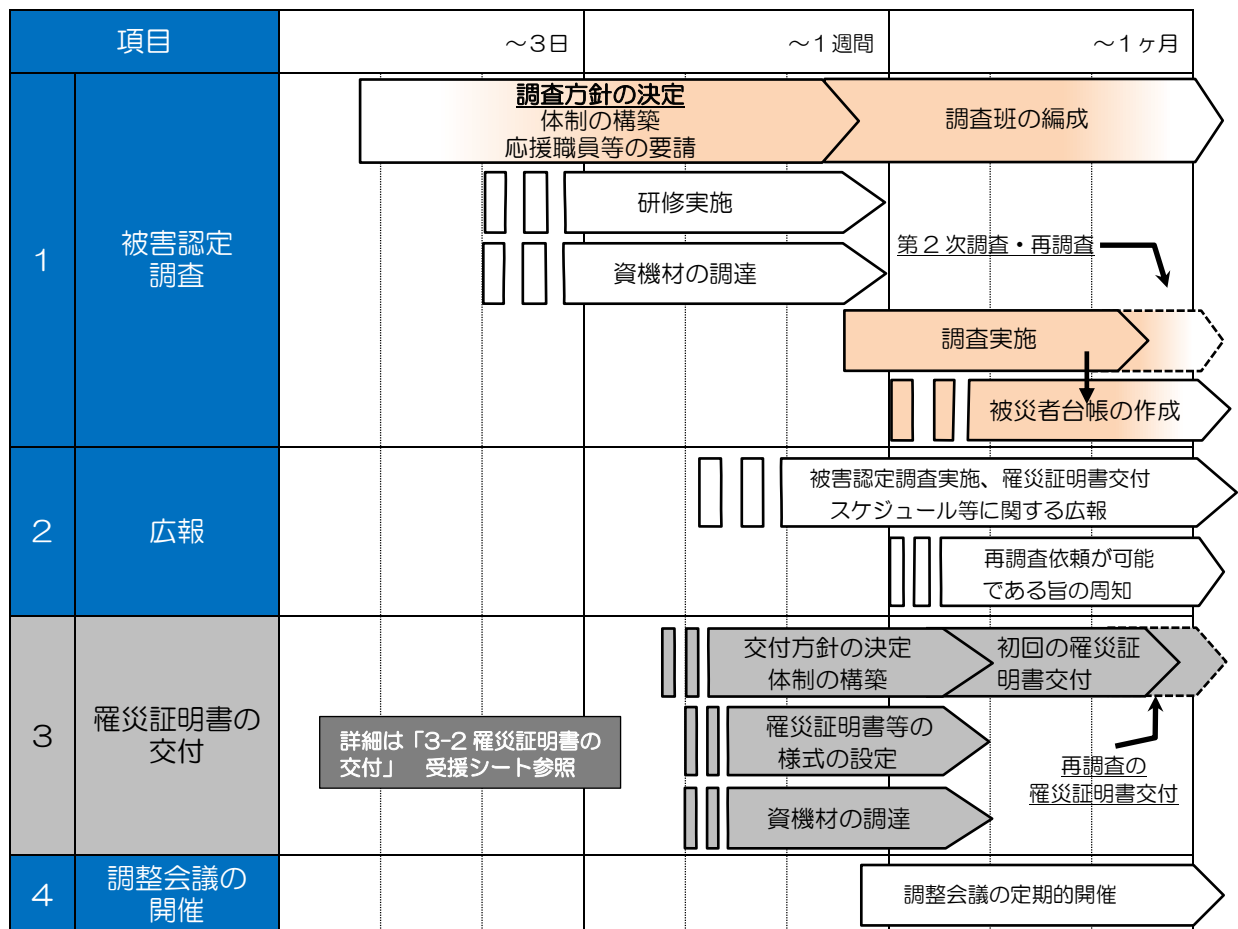 項目
～3日
～1週間
～1ヶ月
1
被害認定
調査
調査方針の決定
体制の構築
応援職員等の要請
調査班の編成
研修実施
資機材の調達
第2次調査・再調査
調査実施
被災者台帳の作成
2
広報
被害認定調査実施、罹災証明書交付
スケジュール等に関する広報
再調査依頼が可能
である旨の周知
3
罹災証明書の
交付
詳細は「3-2 罹災証明書の
交付」 受援シート参照
交付方針の決定
体制の構築
初回の罹災証
明書交付
罹災証明書等の
様式の設定
再調査の
罹災証明書交付
資機材の調達
4
調整会議の
開催
調整会議の定期的開催